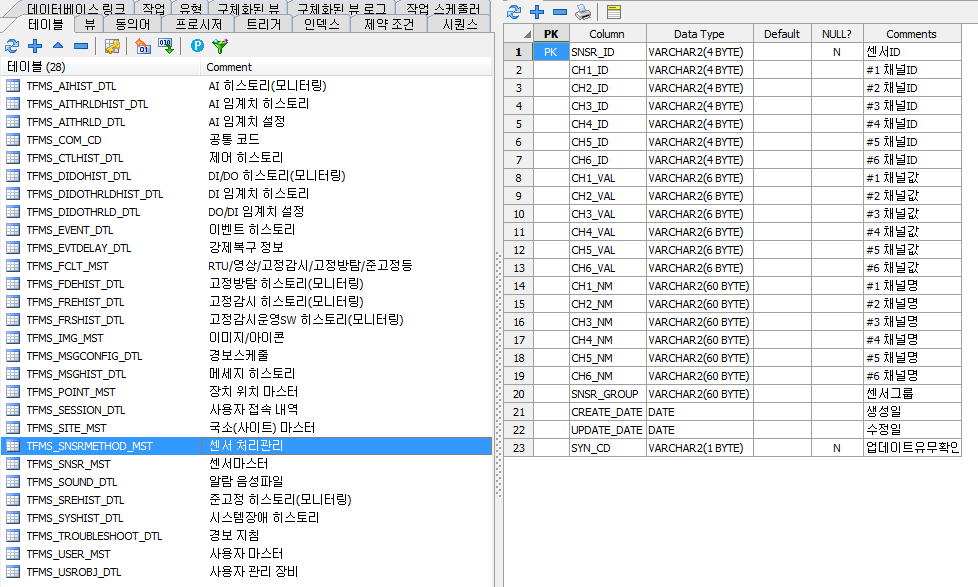 데이터베이스 링크 작업 유형 구체화된 뷰 구체화된 뷰 로그 작업 스케줄러
테이블 뷰 동의어 프로시저 트리거 인덱스 제약 조건 시퀀스
테이블 (28) Comment
TFMS_AIHIST_DTL AI 히스토리(모니터링)
TFMS_AITHRLDHIST_DTL AI 임계치 히스토리
TFMS_AITHRLD_DTL AI 임계치 설정
TFMS_COM_CD 공통 코드
TFMS_CTLHIST_DTL 제어 히스토리
TFMS_DIDOHIST_DTL DI/DO 히스토리(모니터링)
TFMS_DIDOTHRLDHIST_DTL DI 임계치 히스토리
TFMS_DIDOTHRLD_DTL DO/DI 임계치 설정
TFMS_EVENT_DTL 이벤트 히스토리
TFMS_EVTDELAY_DTL 강제복구 정보
TFMS_FCLT_MST RTU/영상/고정감시/고정방탐/준고정등
TFMS_FDEHIST_DTL 고정방탐 히스토리(모니터링)
TFMS_FREHIST_DTL 고정감시 히스토리(모니터링)
TFMS_FRSHIST_DTL 고정감시운영SW 히스토리(모니터링)
TFMS_IMG_MST 이미지/아이콘
TFMS_MSGCONFIG_DTL 경보스케줄
TFMS_MSGHIST_DTL 메세지 히스토리
TFMS_POINT_MST 장치 위치 마스터
TFMS_SESSION_DTL 사용자 접속 내역
TFMS_SITE_MST 국소(사이트) 마스터
TFMS_SNSRMETHOD_MST 센서 처리관리
TFMS_SNSR_MST 센서마스터
TFMS_SOUND_DTL 알람 음성파일
TFMS_SREHIST_DTL 준고정 히스토리(모니터링)
TFMS_SYSHIST_DTL 시스템장애 히스토리
TFMS_TROUBLESHOOT_DTL 경보 지침
TFMS_USER_MST 사용자 마스터
TFMS_USROBJ_DTL 사용자 관리 장비
PK Column Data Type Default NULL? Comments
1 PK SNSR_ID VARCHAR2(4 BYTE) N 센서ID
2 CH1_ID VARCHAR2(4 BYTE) #1 채널ID
3 CH2_ID VARCHAR2(4 BYTE) #2 채널ID
4 CH3_ID VARCHAR2(4 BYTE) #3 채널ID
5 CH4_ID VARCHAR2(4 BYTE) #4 채널ID
6 CH5_ID VARCHAR2(4 BYTE) #5 채널ID
7 CH6_ID VARCHAR2(4 BYTE) #6 채널ID
8 CH1_VAL VARCHAR2(6 BYTE) #1 채널값
9 CH2_VAL VARCHAR2(6 BYTE) #2 채널값
10 CH3_VAL VARCHAR2(6 BYTE) #3 채널값
11 CH4_VAL VARCHAR2(6 BYTE) #4 채널값
12 CH5_VAL VARCHAR2(6 BYTE) #5 채널값
13 CH6_VAL VARCHAR2(6 BYTE) #6 채널값
14 CH1_NM VARCHAR2(60 BYTE) #1 채널명
15 CH2_NM VARCHAR2(60 BYTE) #2 채널명
16 CH3_NM VARCHAR2(60 BYTE) #3 채널명
17 CH4_NM VARCHAR2(60 BYTE) #4 채널명
18 CH5_NM VARCHAR2(60 BYTE) #5 채널명
19 CH6_NM VARCHAR2(60 BYTE) #6 채널명
20 SNSR_GROUP VARCHAR2(60 BYTE) 센서그룹
21 CREATE_DATE DATE 생성일
22 UPDATE_DATE DATE 수정일
23 SYN_CD VARCHAR2(1 BYTE) N 업데이트유무확인